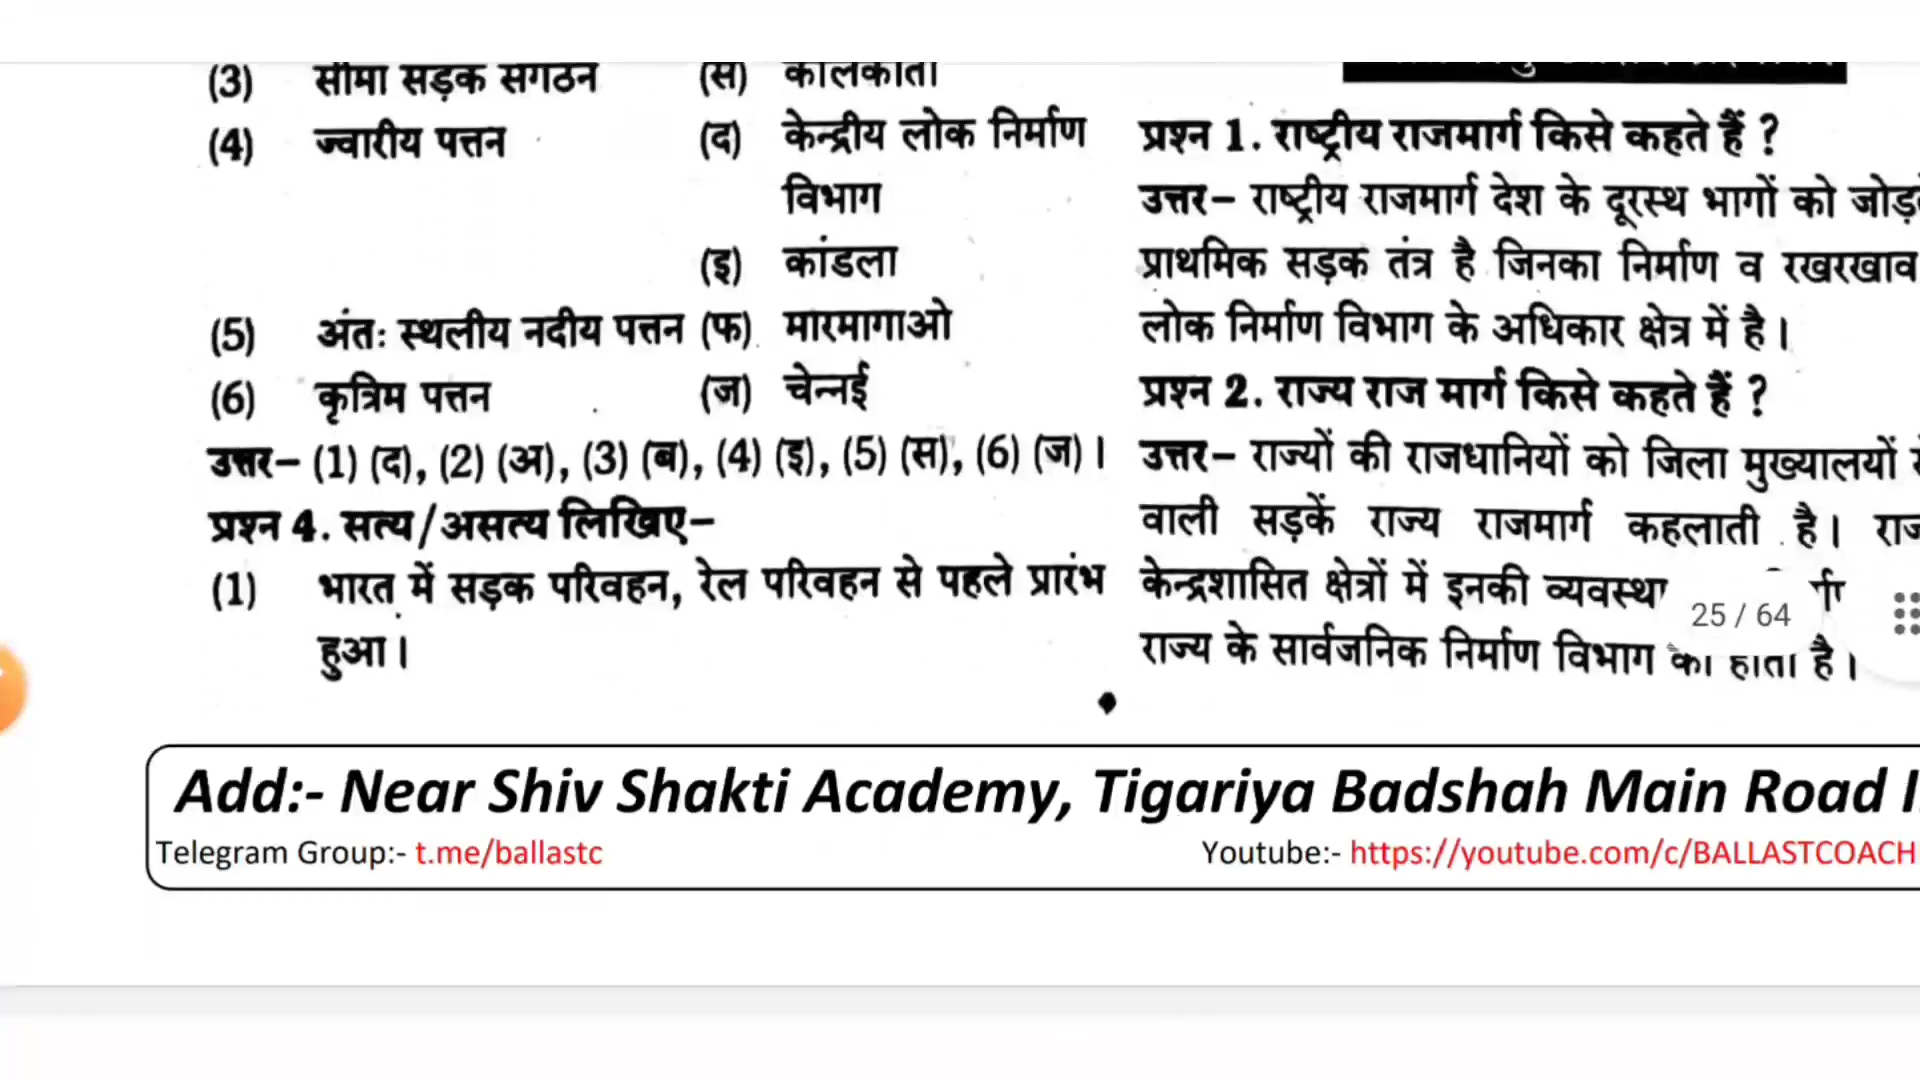 (3) सीमा सड़क संगठन (स) कोलकाता
(4) ज्वारीय पत्तन (द) केन्द्रीय लोक निर्माण
विभाग
(इ) कांडला
(5) अंतः स्थलीय नदीय पत्तन (फ) मारमागाओ
(6) कृत्रिम पत्तन (ज) चेन्नई
उत्तर– (1) (द), (2) (अ), (3) (ब), (4) (इ), (5) (स), (6) (ज)।
प्रश्न 4. सत्य/असत्य लिखिए–
(1) भारत में सड़क परिवहन, रेल परिवहन से पहले प्रारंभ
हुआ।
प्रश्न 1. राष्ट्रीय राजमार्ग किसे कहते हैं ?
उत्तर– राष्ट्रीय राजमार्ग देश के दूरस्थ भागों को
प्राथमिक सड़क तंत्र है जिनका निर्माण व रखरखाव
लोक निर्माण विभाग के अधिकार क्षेत्र में है।
प्रश्न 2. राज्य राज मार्ग किसे कहते हैं ?
उत्तर– राज्यों की राजधानियों को जिला मुख्यालयों
वाली सड़कें राज्य राजमार्ग कहलाती है।
केन्द्रशासित क्षेत्रों में इनकी व्यवस्था
राज्य के सार्वजनिक निर्माण विभाग की होती है।
25 / 64
Add:- Near Shiv Shakti Academy, Tigariya Badshah Main Road
Telegram Group:- t.me/ballastc Youtube:- https://youtube.com/c/BALLASTCOACH